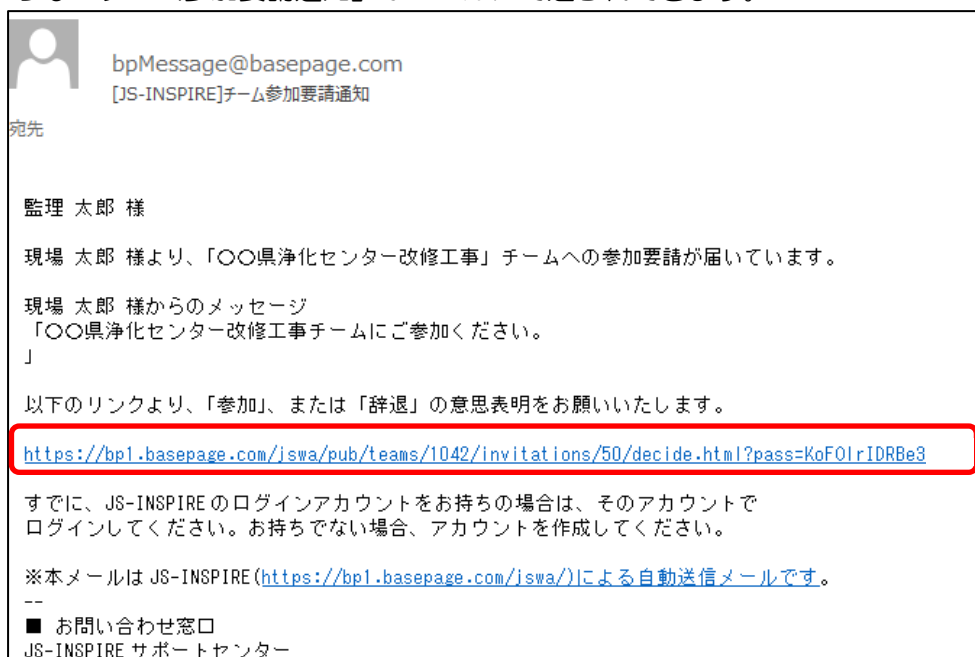 bpMessage@basepage.com
[JS-INSPIRE]チーム参加要請通知
宛先
監理 太郎 様
現場 太郎 様より、「〇〇県浄化センター改修工事」チームへの参加要請が届いています。
現場 太郎 様からのメッセージ
「〇〇県浄化センター改修工事チームにご参加ください。
」
以下のリンクより、「参加」、または「辞退」の意思表明をお願いいたします。
https://bp1.basepage.com/jswa/pub/teams/1042/invitations/50/decide.html?pass=KoFOlrIDRBe3
すでに、JS-INSPIREのログインアカウントをお持ちの場合は、そのアカウントで
ログインしてください。お持ちでない場合、アカウントを作成してください。
※本メールは JS-INSPIRE(https://bp1.basepage.com/jswa/)による自動送信メールです。
--
■ お問い合わせ窓口
JS-INSPIRE サポートセンター